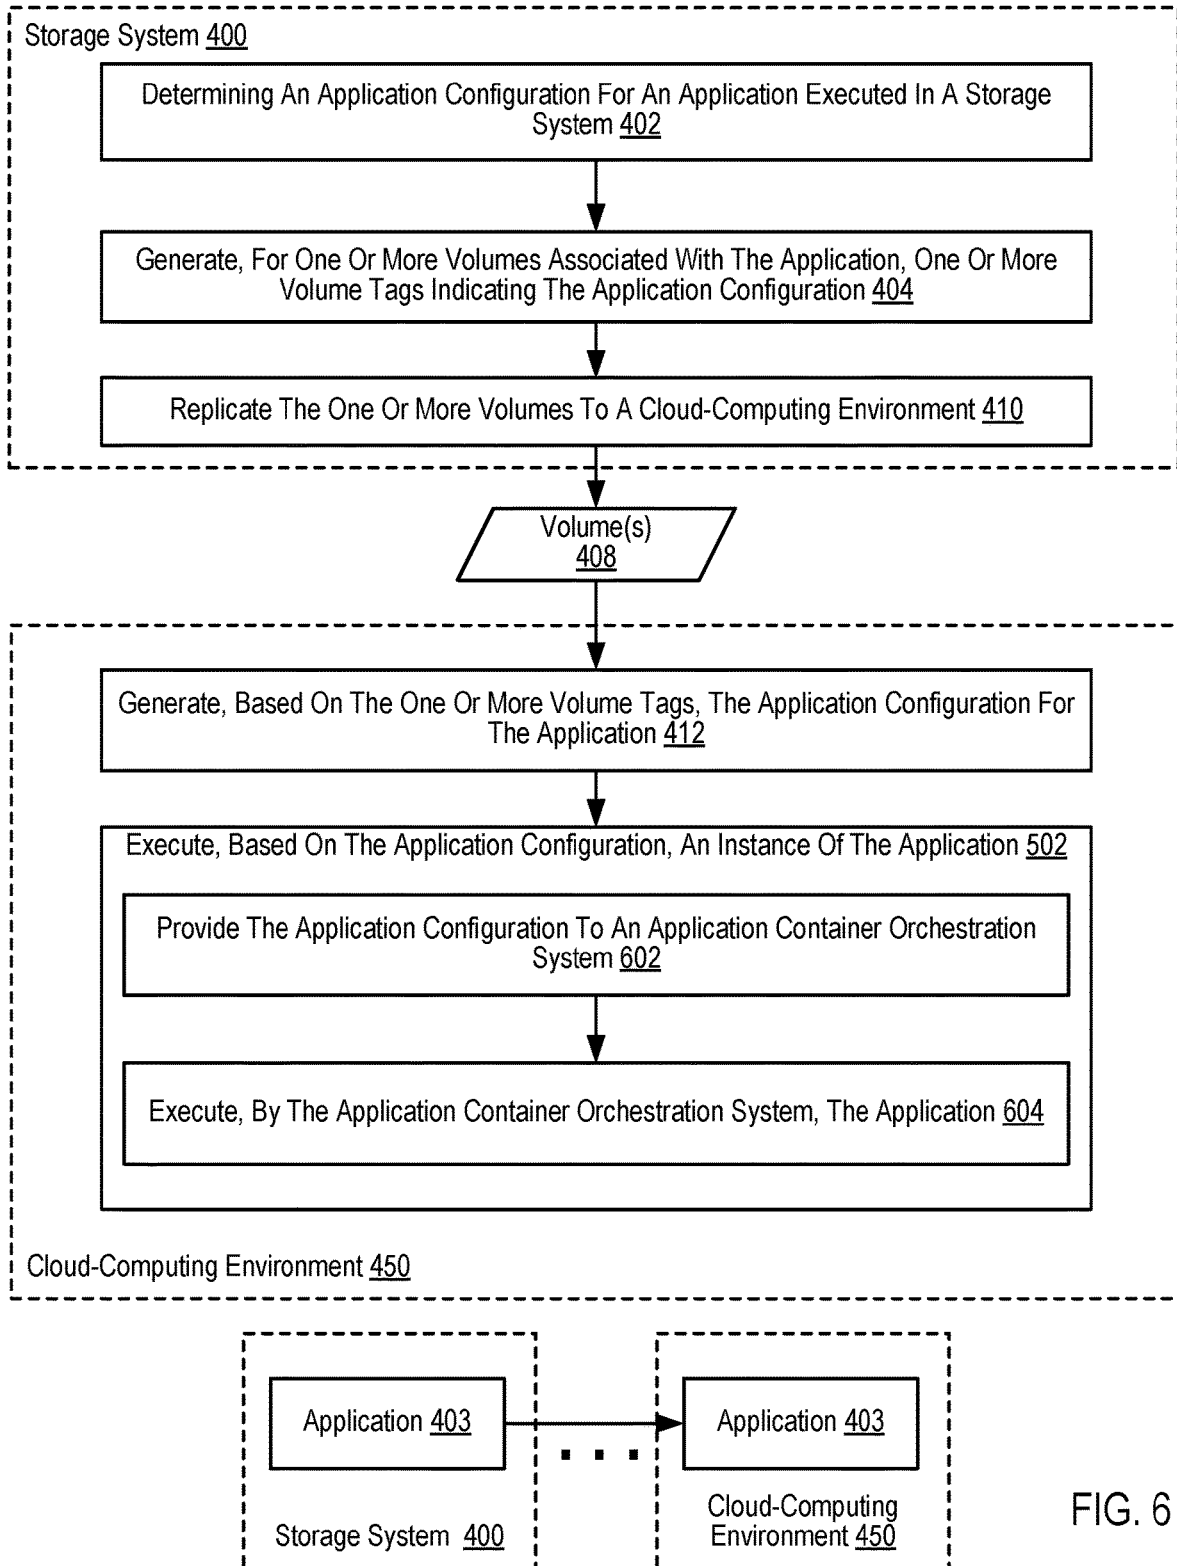 Storage System 400
Determining An Application Configuration For An Application Executed In A Storage
System 402
Generate, For One Or More Volumes Associated With The Application, One Or More
Volume Tags Indicating The Application Configuration 404
Replicate The One Or More Volumes To A Cloud-Computing Environment 410
Volume(s)
408
Generate, Based On The One Or More Volume Tags, The Application Configuration For
The Application 412
Execute, Based On The Application Configuration, An Instance Of The Application 502
Provide The Application Configuration To An Application Container Orchestration
System 602
Execute, By The Application Container Orchestration System, The Application 604
Cloud-Computing Environment 450
Application 403
Application 403
Storage System 400
Cloud-Computing
Environment 450
FIG. 6